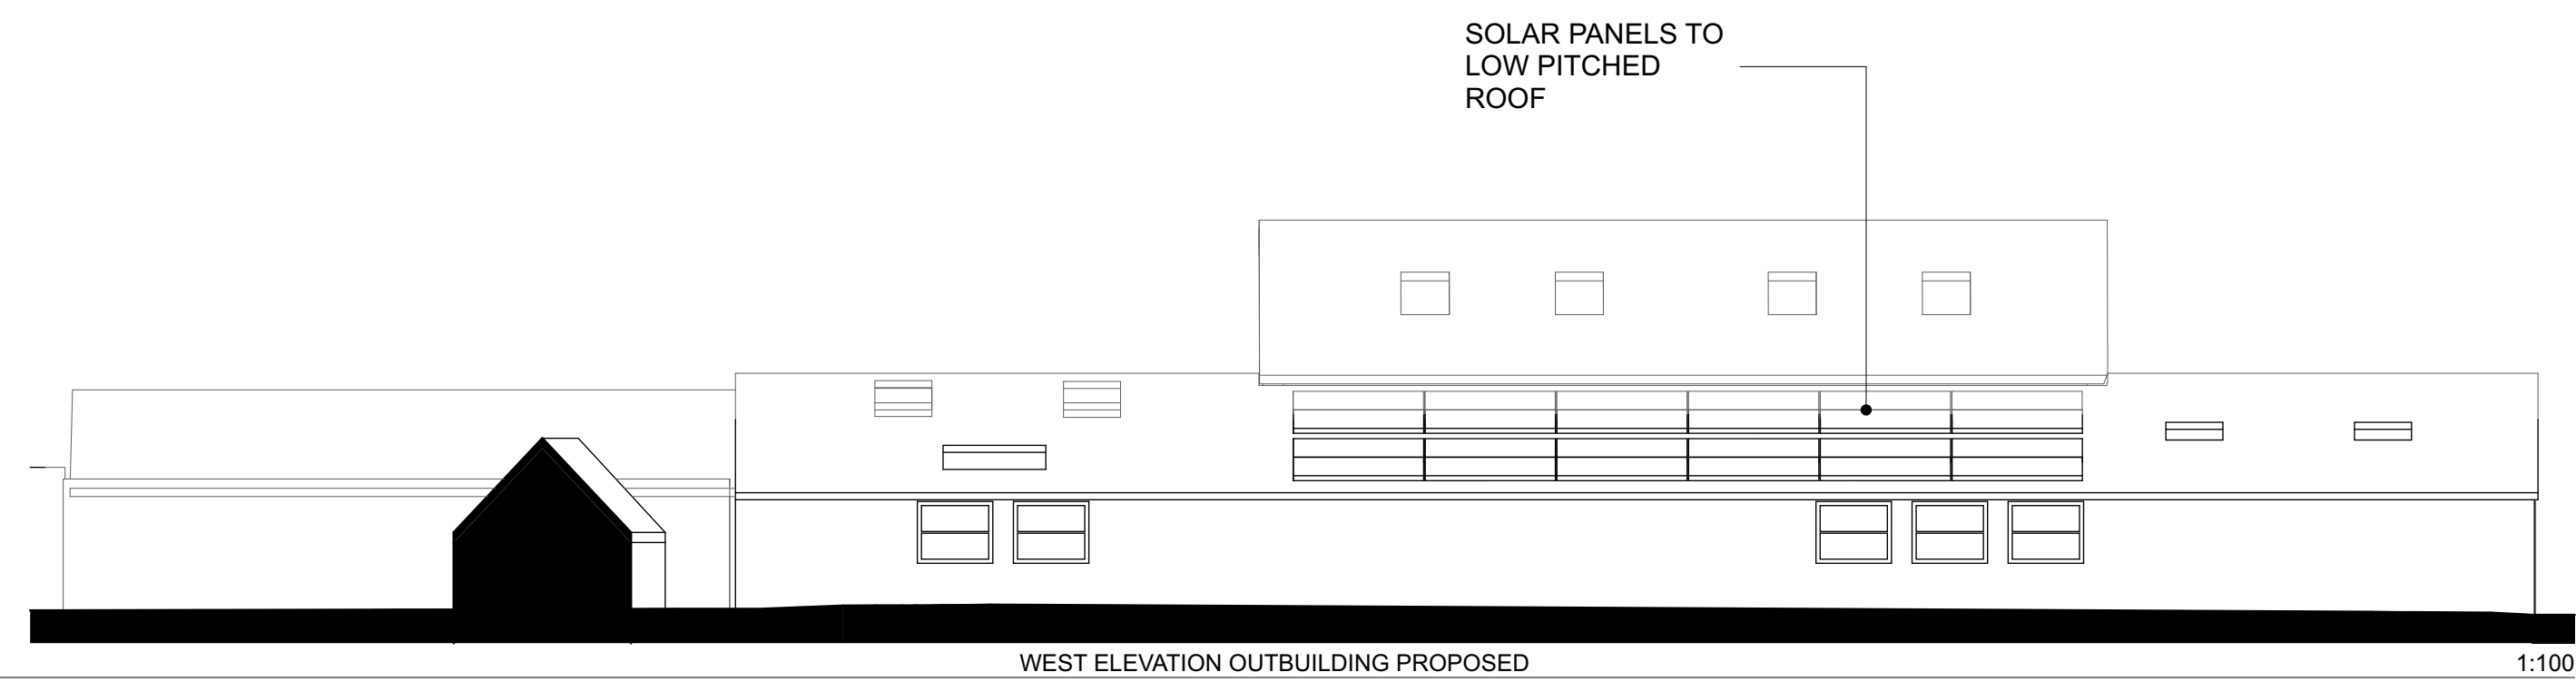 SOLAR PANELS TO
LOW PITCHED
ROOF
WEST ELEVATION OUTBUILDING PROPOSED
1:100